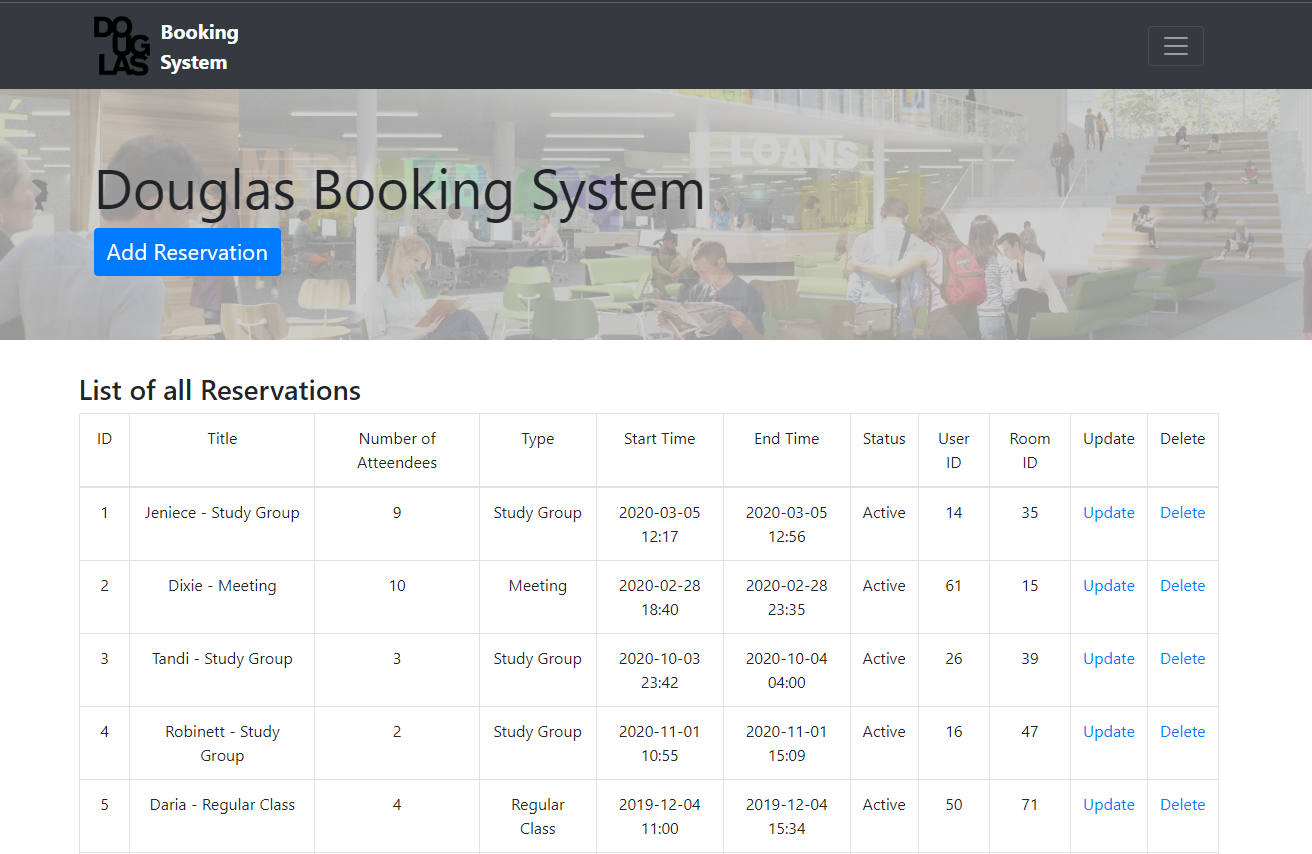 DO
UG
LAS
Booking
System
LOANS
Douglas Booking System
Add Reservation
List of all Reservations
ID Title Number of Atteendees Type Start Time End Time Status User ID Room ID Update Delete
1 Jeniece - Study Group 9 Study Group 2020-03-05 12:17 2020-03-05 12:56 Active 14 35 Update Delete
2 Dixie - Meeting 10 Meeting 2020-02-28 18:40 2020-02-28 23:35 Active 61 15 Update Delete
3 Tandi - Study Group 3 Study Group 2020-10-03 23:42 2020-10-04 04:00 Active 26 39 Update Delete
4 Robinett - Study Group 2 Study Group 2020-11-01 10:55 2020-11-01 15:09 Active 16 47 Update Delete
5 Daria - Regular Class 4 Regular Class 2019-12-04 11:00 2019-12-04 15:34 Active 50 71 Update Delete